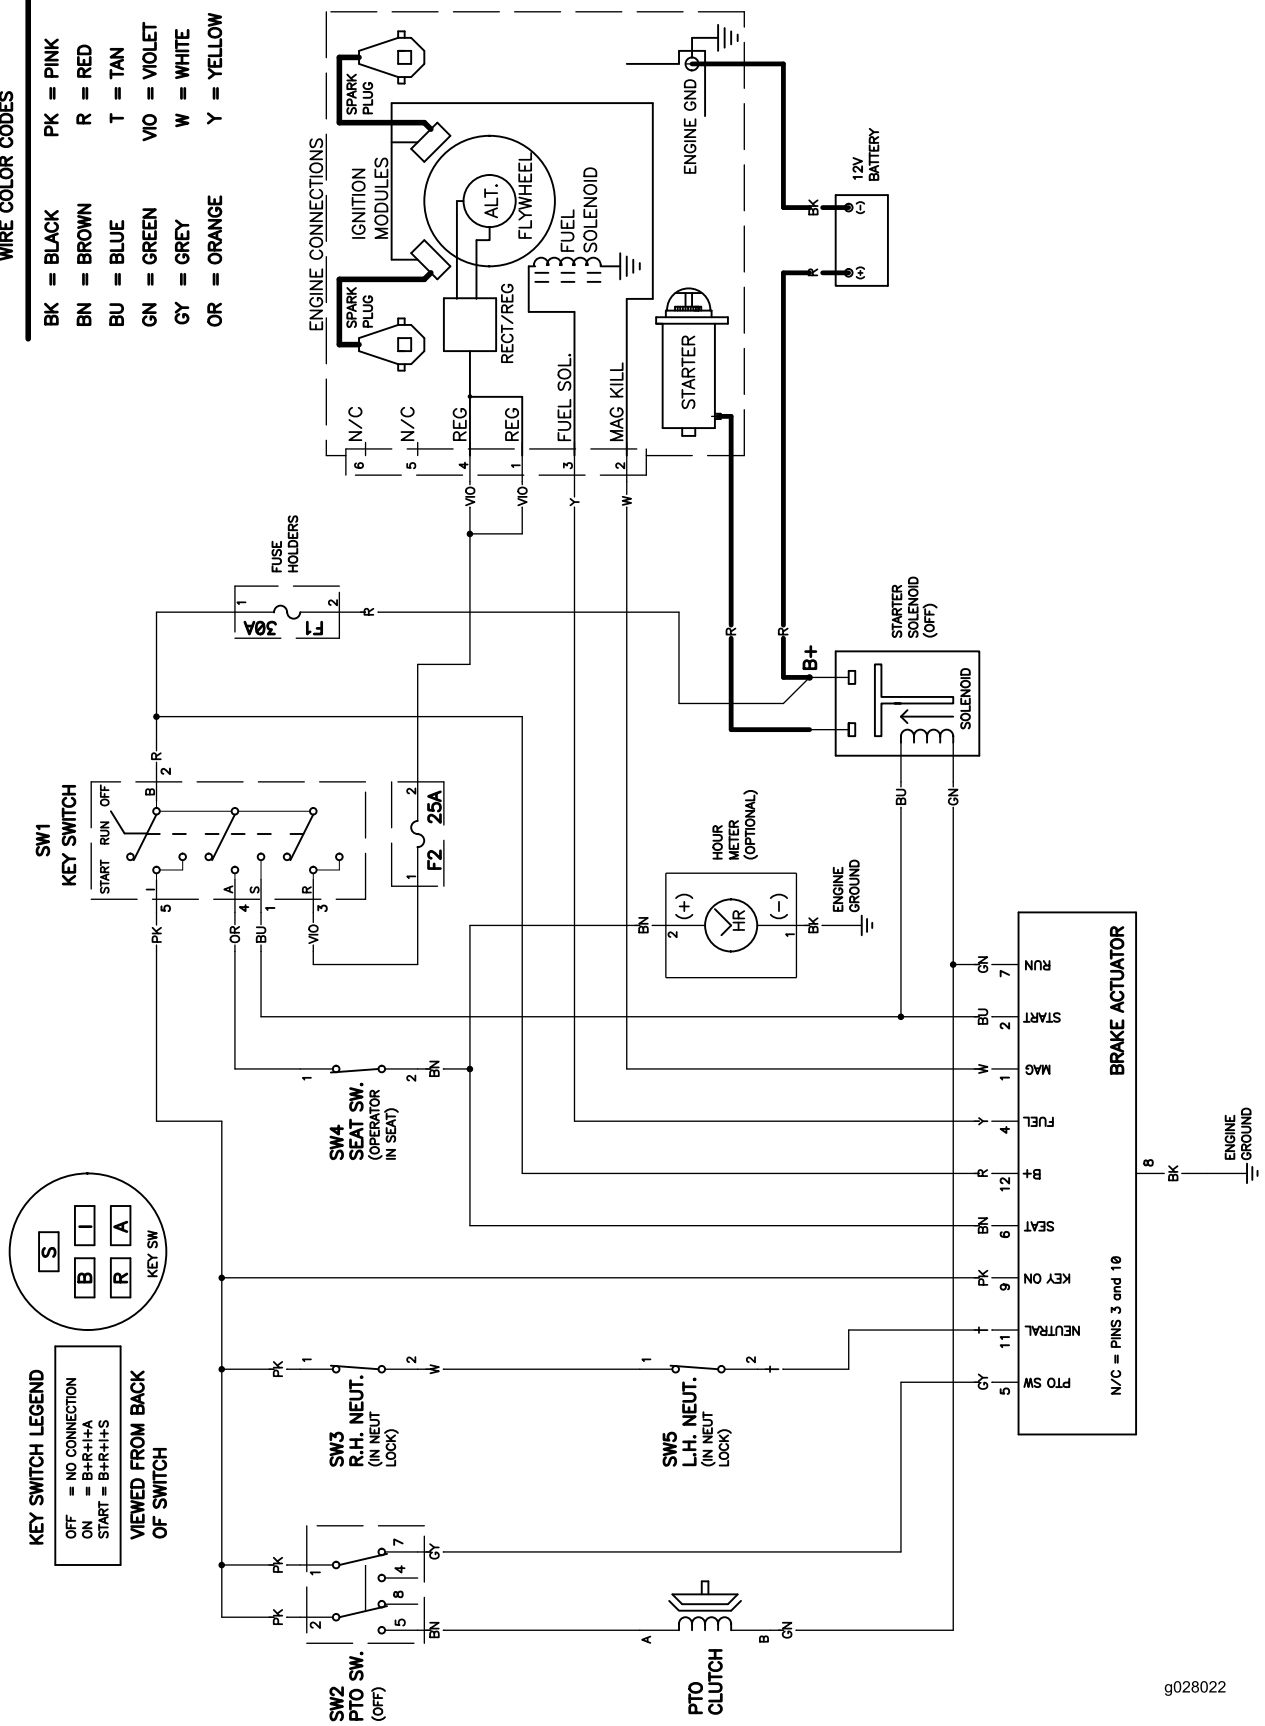 WIRE COLOR CODES
BK = BLACK
PK = PINK
BN = BROWN
R = RED
BU = BLUE
T = TAN
GN = GREEN
VIO = VIOLET
GY = GREY
W = WHITE
OR = ORANGE
Y = YELLOW
ENGINE CONNECTIONS
SPARK
PLUG
SPARK
PLUG
IGNITION
MODULES
ALT.
FLYWHEEL
FUEL
SOLENOID
ENGINE GND
RECT/REG
STARTER
N/C
N/C
REG
REG
FUEL SOL.
MAG KILL
6
5
4
1
3
2
VIO
VIO
Y
W
12V
BATTERY
BK
(-)
R
(+)
FUSE
HOLDERS
1
2
30A
F1
R
R
R
B+
STARTER
SOLENOID
(OFF)
SOLENOID
BU
GN
SW1
KEY SWITCH
START RUN OFF
B
R
2
I
A
S
R
5
4
1
3
PK
OR
BU
VIO
2
25A
F2
1
HOUR
METER
(OPTIONAL)
BN
2
(+)
HR
(-)
1
BK
ENGINE
GROUND
1
2
BN
SW4
SEAT SW.
(OPERATOR
IN SEAT)
GN
7
RUN
BU
2
START
W
1
MAG
Y
4
FUEL
R
12
B+
BN
6
SEAT
PK
9
KEY ON
11
NEUTRAL
GY
5
PTO SW
BRAKE ACTUATOR
N/C = PINS 3 and 10
8
BK
ENGINE
GROUND
S
B
I
R
A
KEY SW
KEY SWITCH LEGEND
OFF = NO CONNECTION
ON = B+R+I+A
START = B+R+I+S
VIEWED FROM BACK
OF SWITCH
PK
1
2
W
SW3
R.H. NEUT.
(IN NEUT
LOCK)
1
2
SW5
L.H. NEUT.
(IN NEUT
LOCK)
PK
1
7
4
GY
PK
2
8
5
BN
SW2
PTO SW.
(OFF)
A
B
GN
PTO
CLUTCH
g028022